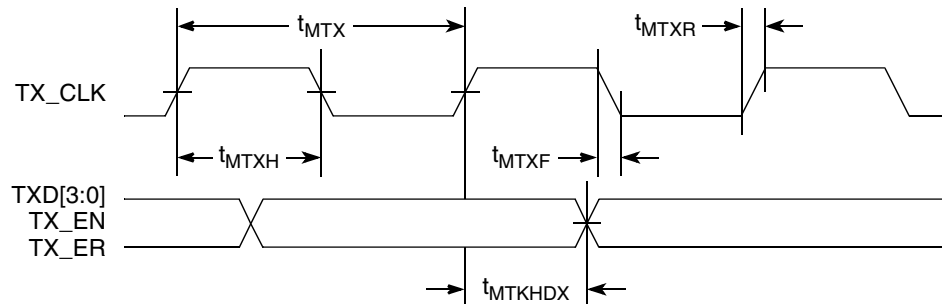 tMTX
tMTXR
TX_CLK
tMTXH
tMTXF
TXD[3:0]
TX_EN
TX_ER
tMTKHDX